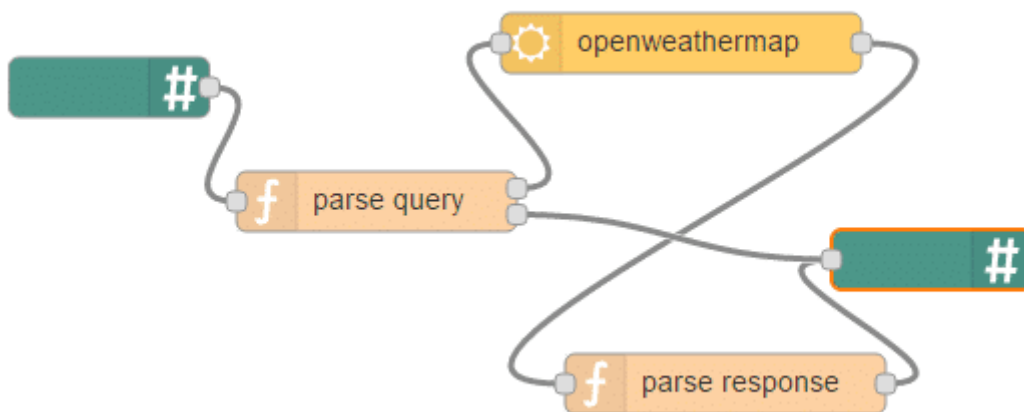 openweathermap
#
parse query
#
parse response